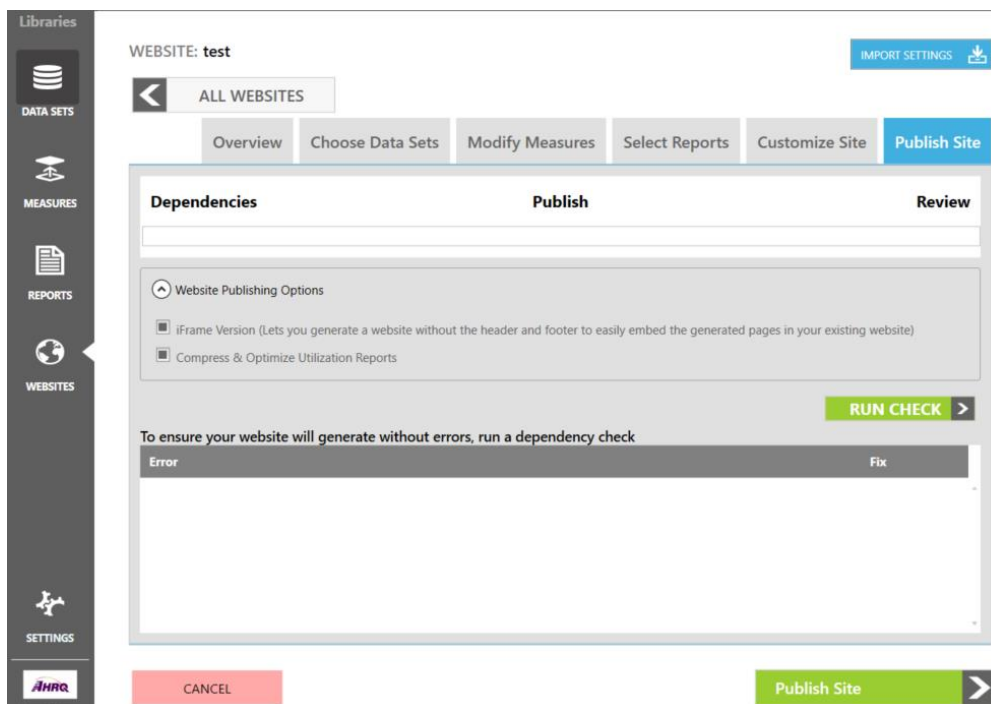 Libraries
DATA SETS
MEASURES
REPORTS
WEBSITES
SETTINGS
AHRQ
WEBSITE: test
IMPORT SETTINGS
ALL WEBSITES
Overview Choose Data Sets Modify Measures Select Reports Customize Site Publish Site
Dependencies Publish Review
Website Publishing Options
iFrame Version (Lets you generate a website without the header and footer to easily embed the generated pages in your existing website)
Compress & Optimize Utilization Reports
RUN CHECK
To ensure your website will generate without errors, run a dependency check
Error Fix
CANCEL Publish Site